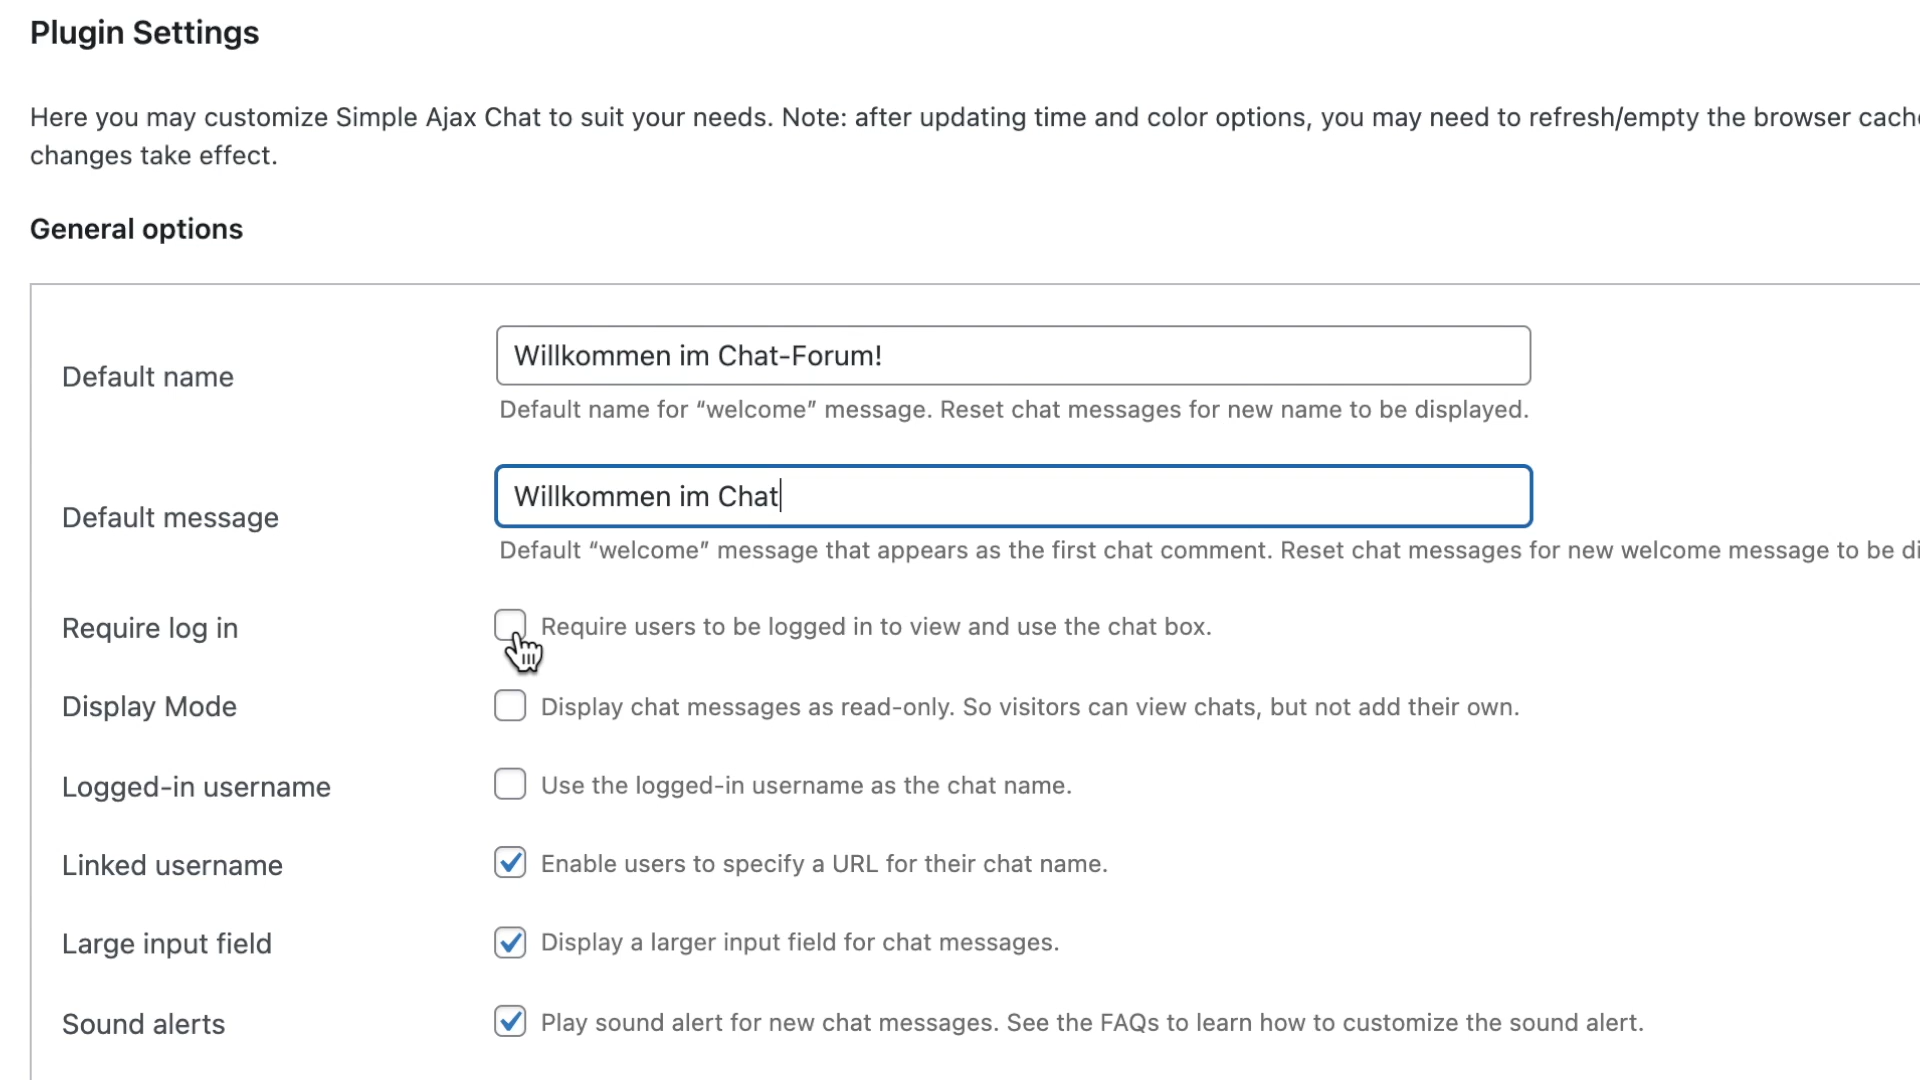 Plugin Settings
Here you may customize Simple Ajax Chat to suit your needs. Note: after updating time and color options, you may need to refresh/empty the browser cach
changes take effect.
General options
Default name
Willkommen im Chat-Forum!
Default name for “welcome” message. Reset chat messages for new name to be displayed.
Default message
Willkommen im Chat
Default “welcome” message that appears as the first chat comment. Reset chat messages for new welcome message to be di
Require log in
Require users to be logged in to view and use the chat box.
Display Mode
Display chat messages as read-only. So visitors can view chats, but not add their own.
Logged-in username
Use the logged-in username as the chat name.
Linked username
Enable users to specify a URL for their chat name.
Large input field
Display a larger input field for chat messages.
Sound alerts
Play sound alert for new chat messages. See the FAQs to learn how to customize the sound alert.